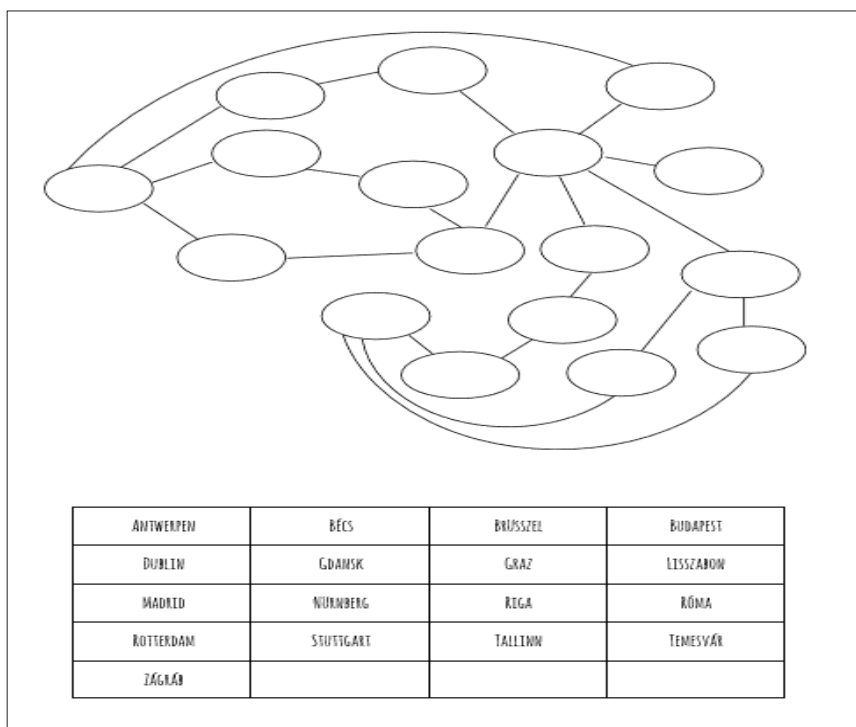 ANTWERPEN BÉCS BRÜSSZEL BUDAPEST
DUBLIN GDANSK GRAZ LISSZABON
MADRID NÜRNBERG RIGA RÓMA
ROTTERDAM STUTTGART TALLINN TEMESVÁR
ZÁGRÁB